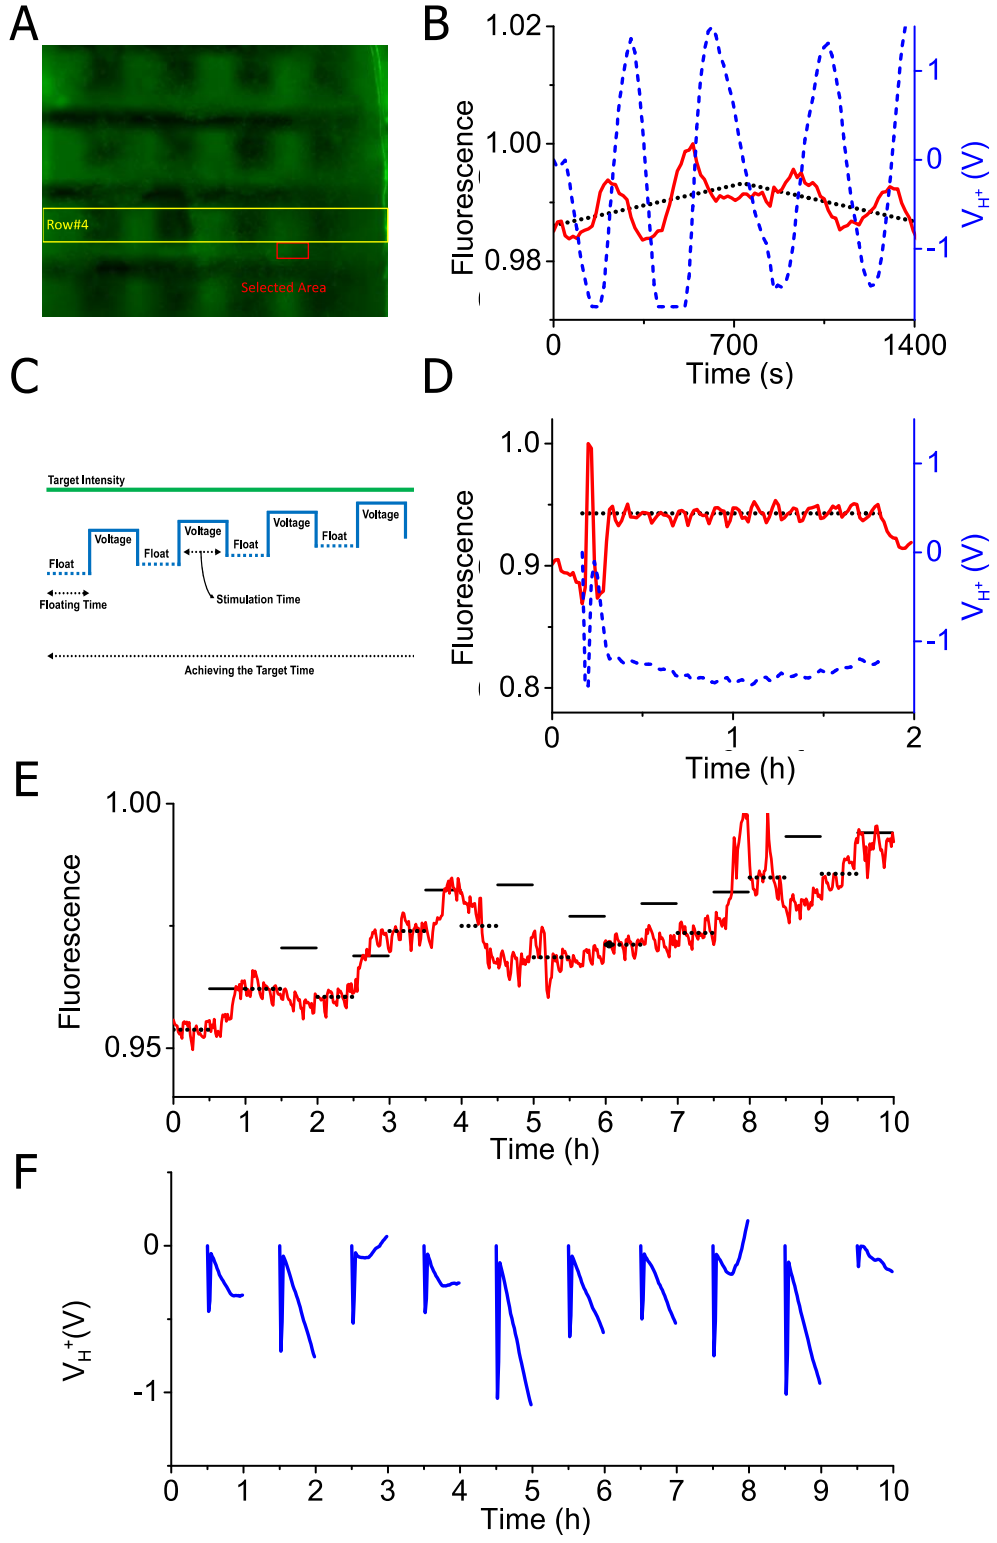 A
Row#4
Selected Area
B
1.02
1.00
0.98
Fluorescence
1
0
-1
V_H+ (V)
0
700
1400
Time (s)
C
Target Intensity
Voltage
Voltage
Voltage
Voltage
Float
Float
Float
Float
Floating Time
Stimulation Time
Achieving the Target Time
D
1.0
0.9
0.8
Fluorescence
1
0
-1
V_H+ (V)
0
1
2
Time (h)
E
1.00
0.95
Fluorescence
0 1 2 3 4 5 6 7 8 9 10
Time (h)
F
0
-1
V_H+(V)
0 1 2 3 4 5 6 7 8 9 10
Time (h)